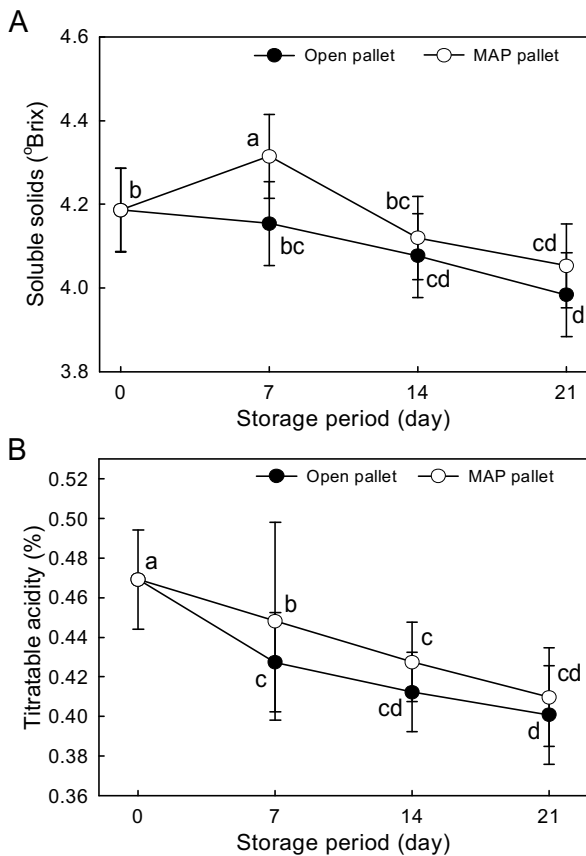 A
4.6
Open pallet MAP pallet
4.4
a
b
bc
4.2
bc
cd
cd
4.0
d
3.8
0 7 14 21
Soluble solids (°Brix)
Storage period (day)
B
0.52
Open pallet MAP pallet
0.50
a
0.48
0.46
b
c
0.44
cd
0.42
c
cd
0.40
d
0.38
0.36
0 7 14 21
Titratable acidity (%)
Storage period (day)